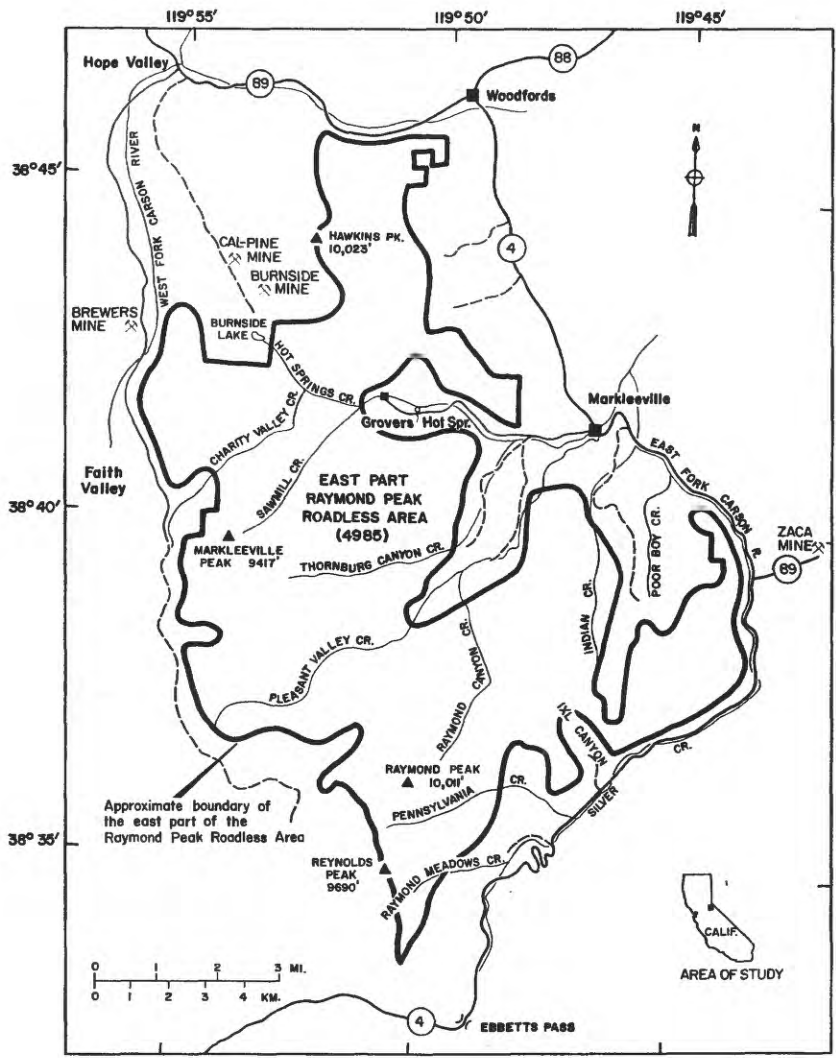 119°55' 119°50' 119°45'
Hope Valley
88
89
Woodfords
38°45'
N
WEST FORK CARSON RIVER
HAWKINS PK.
10,023'
CAL-PINE
MINE
4
BURNSIDE
MINE
BREWERS
MINE
BURNSIDE
LAKE
HOT SPRINGS CR.
Markleeville
CHARITY VALLEY CR.
Grovers Hot Spr.
EAST FORK CARSON R.
Faith
Valley
SAWMILL CR.
EAST PART
RAYMOND PEAK
ROADLESS AREA
(4985)
38°40'
POOR BOY CR.
ZACA
MINE
MARKLEEVILLE
PEAK 9417'
THORNBURG CANYON CR.
89
INDIAN CR.
PLEASANT VALLEY CR.
RAYMOND CANYON CR.
IXL CANYON
RAYMOND PEAK
10,011'
CR.
PENNSYLVANIA CR.
SILVER
Approximate boundary of
the east part of the
Raymond Peak Roadless Area
38°35'
REYNOLDS
PEAK
9690'
RAYMOND MEADOWS CR.
CALIF.
0 1 2 3 MI.
0 1 2 3 4 KM.
AREA OF STUDY
4
EBBETTS PASS